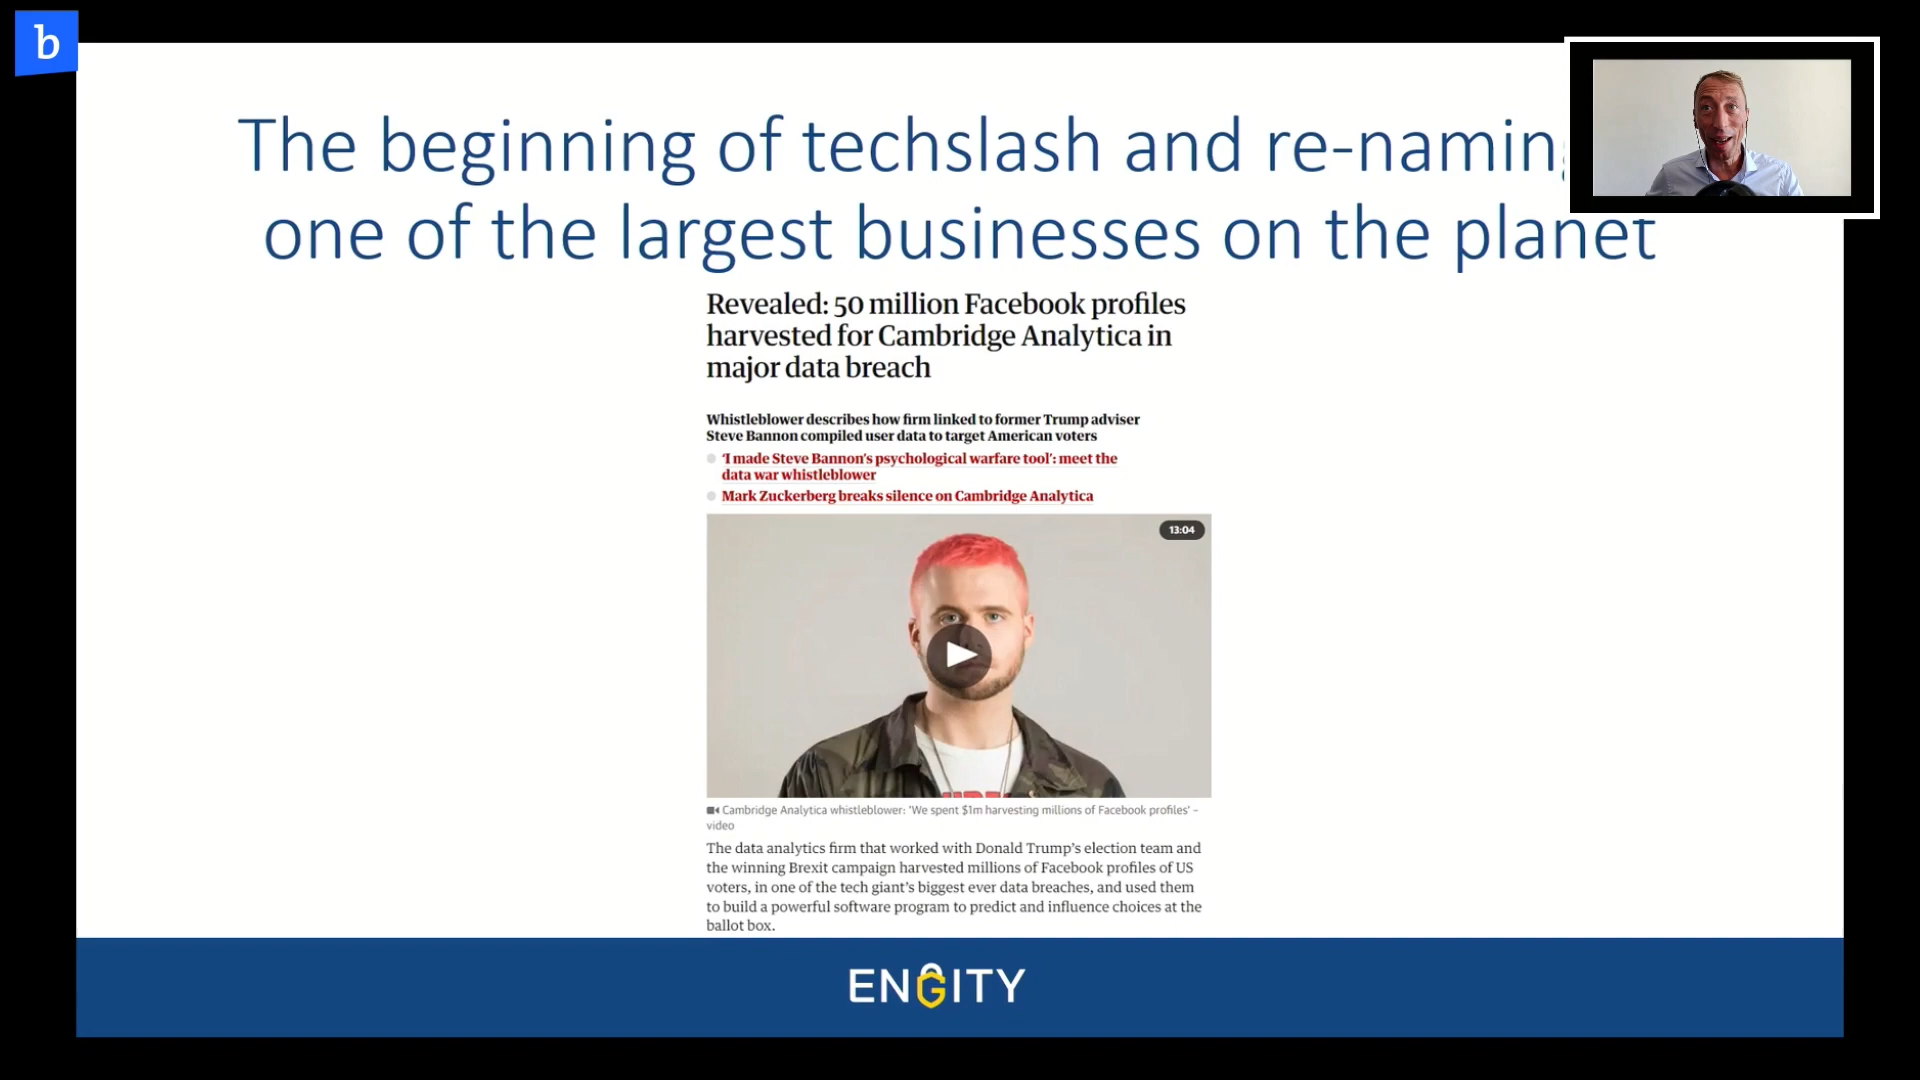 b
The beginning of techslash and re-naming
one of the largest businesses on the planet
Revealed: 50 million Facebook profiles
harvested for Cambridge Analytica in
major data breach
Whistleblower describes how firm linked to former Trump adviser
Steve Bannon compiled user data to target American voters
‘I made Steve Bannon’s psychological warfare tool’: meet the
data war whistleblower
Mark Zuckerberg breaks silence on Cambridge Analytica
13:04
Cambridge Analytica whistleblower: 'We spent $1m harvesting millions of Facebook profiles' –
video
The data analytics firm that worked with Donald Trump’s election team and
the winning Brexit campaign harvested millions of Facebook profiles of US
voters, in one of the tech giant’s biggest ever data breaches, and used them
to build a powerful software program to predict and influence choices at the
ballot box.
ENGITY